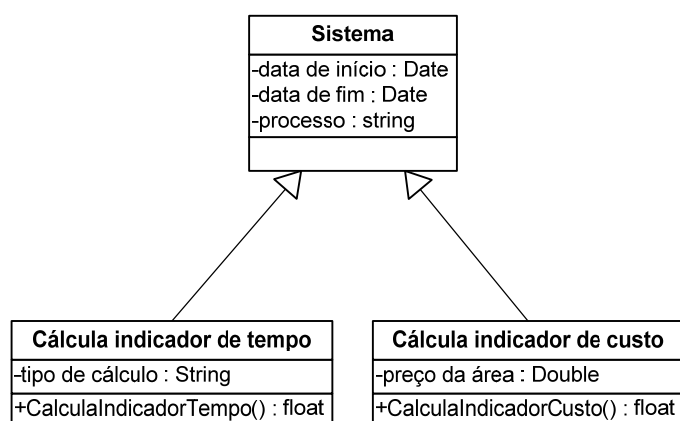 Sistema
-data de início : Date
-data de fim : Date
-processo : string
Cálcula indicador de tempo
-tipo de cálculo : String
+CalculaIndicadorTempo() : float
Cálcula indicador de custo
-preço da área : Double
+CalculaIndicadorCusto() : float